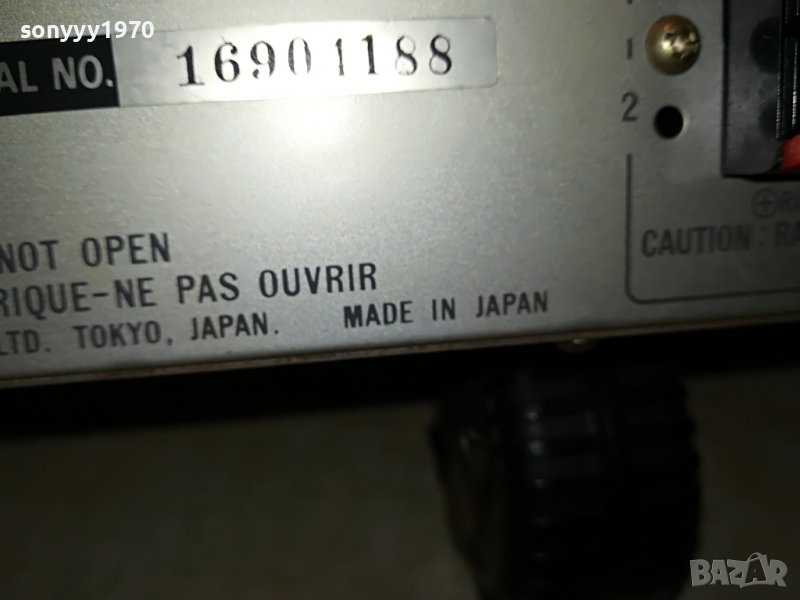 sonyyy1970
AL NO. 16901188
1
2
NOT OPEN
RIQUE-NE PAS OUVRIR
LTD. TOKYO, JAPAN. MADE IN JAPAN
CAUTION : RA
BAZAR